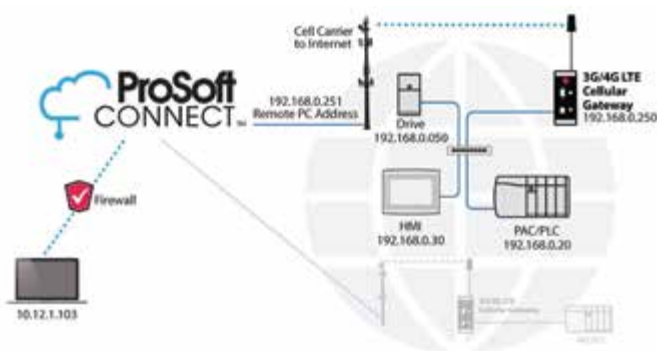 Cell Carrier
to Internet
ProSoft
CONNECT
192.168.0.251
Remote PC Address
3G/4G LTE
Cellular
Gateway
192.168.0.250
Drive
192.168.0.050
Firewall
HMI
192.168.0.30
PAC/PLC
192.168.0.20
10.12.1.103
Cellular Gateway